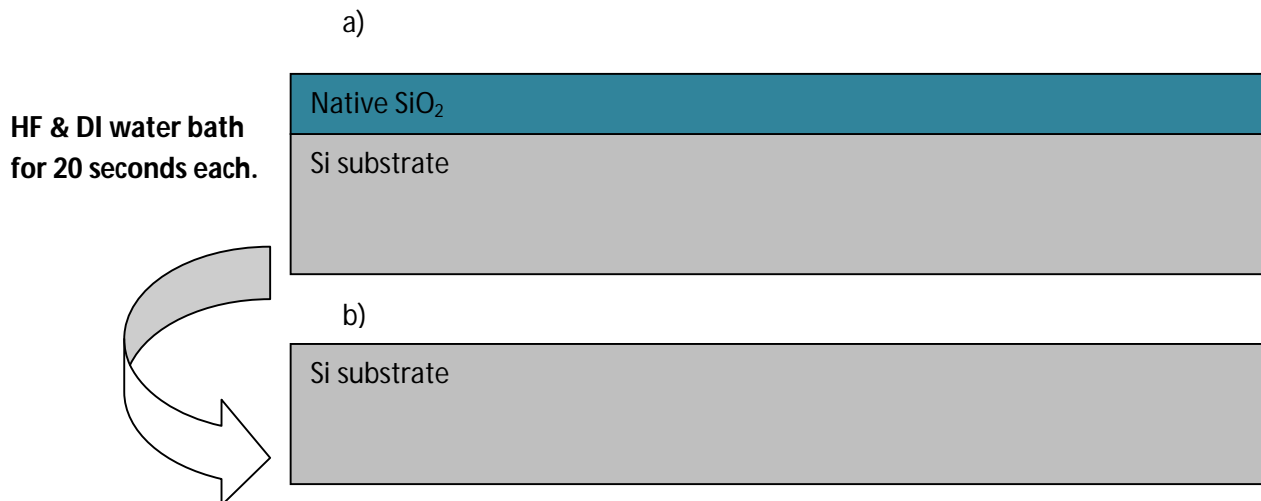 a)
Native SiO₂
HF & DI water bath
for 20 seconds each.
Si substrate
b)
Si substrate